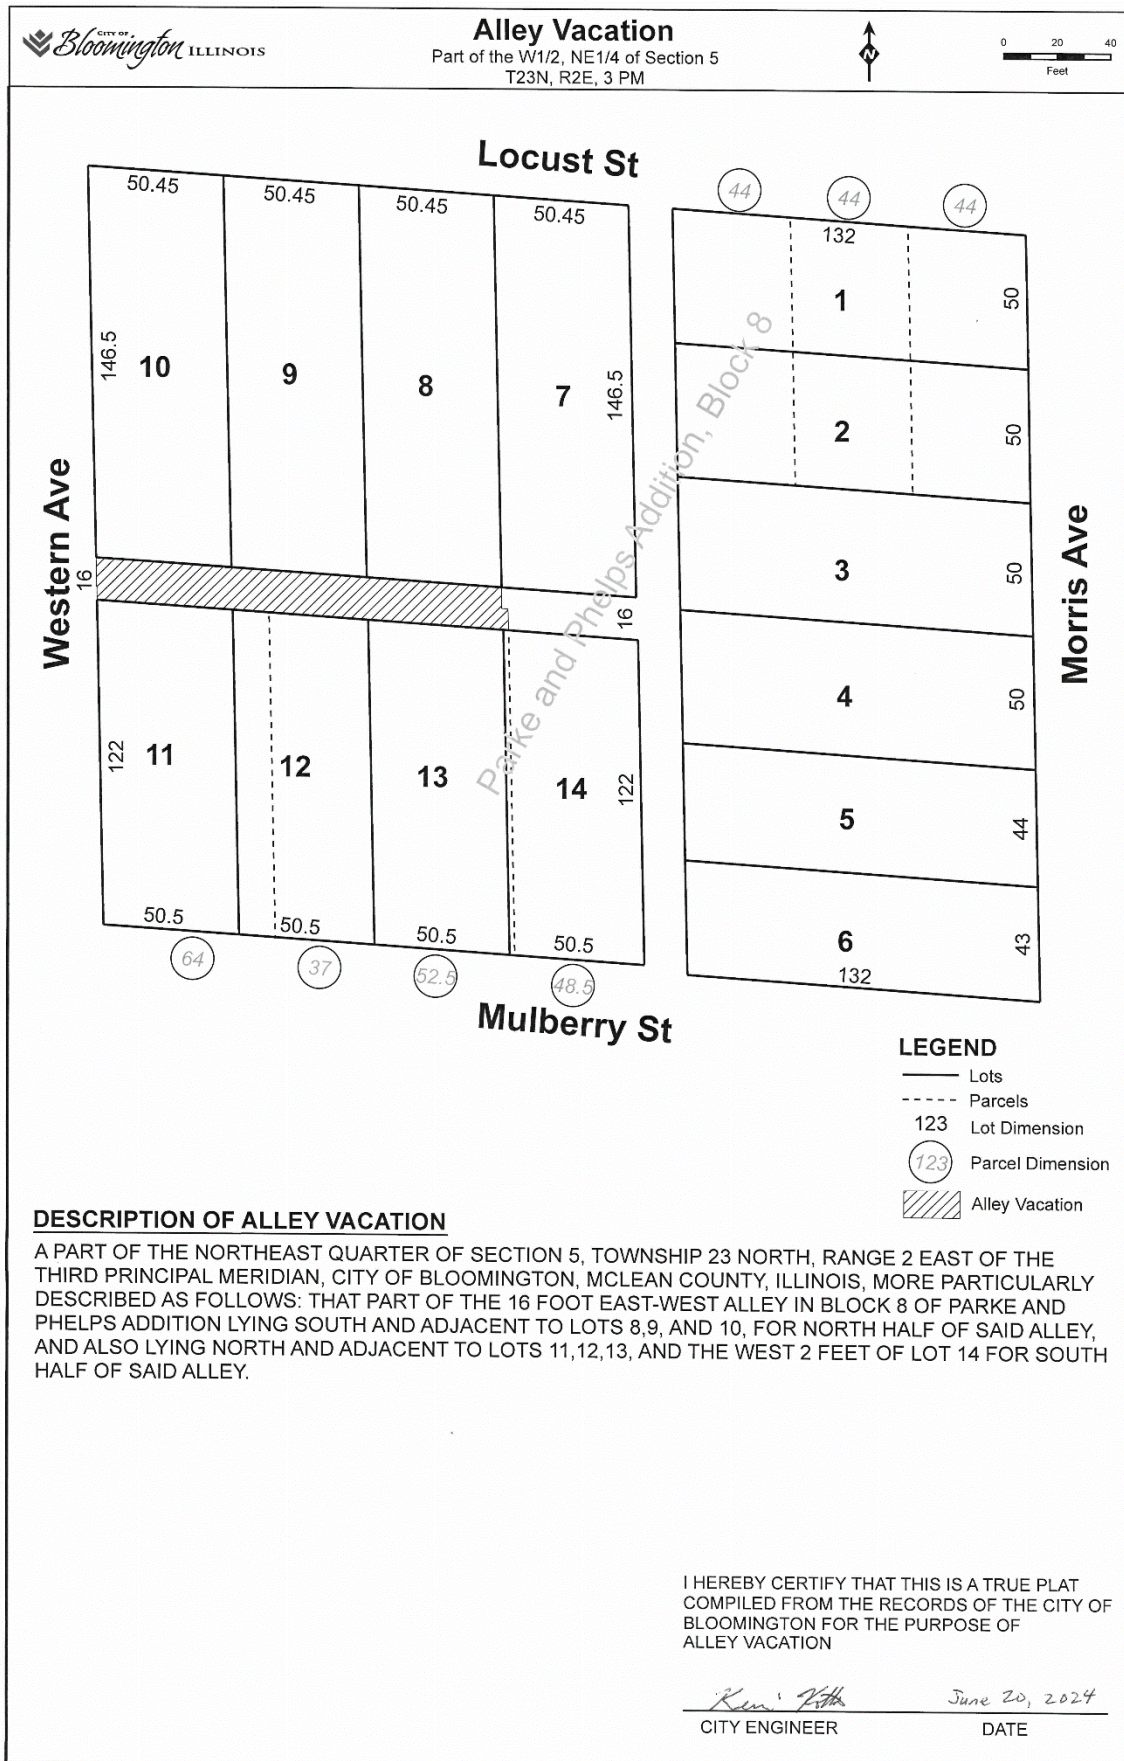 CITY OF
Bloomington ILLINOIS
Alley Vacation
Part of the W1/2, NE1/4 of Section 5
T23N, R2E, 3 PM
N
0 20 40
Feet
Locust St
50.45 50.45 50.45 50.45
44 44 44
132
146.5 10 9 8 7 146.5
1 50
2 50
3 50
4 50
5 44
6 43
132
Parke and Phelps Addition, Block 8
Western Ave
Morris Ave
16
16
122 11 12 13 14 122
50.5 50.5 50.5 50.5
64 37 52.5 48.5
Mulberry St
LEGEND
Lots
Parcels
123 Lot Dimension
123 Parcel Dimension
Alley Vacation
DESCRIPTION OF ALLEY VACATION
A PART OF THE NORTHEAST QUARTER OF SECTION 5, TOWNSHIP 23 NORTH, RANGE 2 EAST OF THE
THIRD PRINCIPAL MERIDIAN, CITY OF BLOOMINGTON, MCLEAN COUNTY, ILLINOIS, MORE PARTICULARLY
DESCRIBED AS FOLLOWS: THAT PART OF THE 16 FOOT EAST-WEST ALLEY IN BLOCK 8 OF PARKE AND
PHELPS ADDITION LYING SOUTH AND ADJACENT TO LOTS 8,9, AND 10, FOR NORTH HALF OF SAID ALLEY,
AND ALSO LYING NORTH AND ADJACENT TO LOTS 11,12,13, AND THE WEST 2 FEET OF LOT 14 FOR SOUTH
HALF OF SAID ALLEY.
I HEREBY CERTIFY THAT THIS IS A TRUE PLAT
COMPILED FROM THE RECORDS OF THE CITY OF
BLOOMINGTON FOR THE PURPOSE OF
ALLEY VACATION
June 20, 2024
CITY ENGINEER DATE